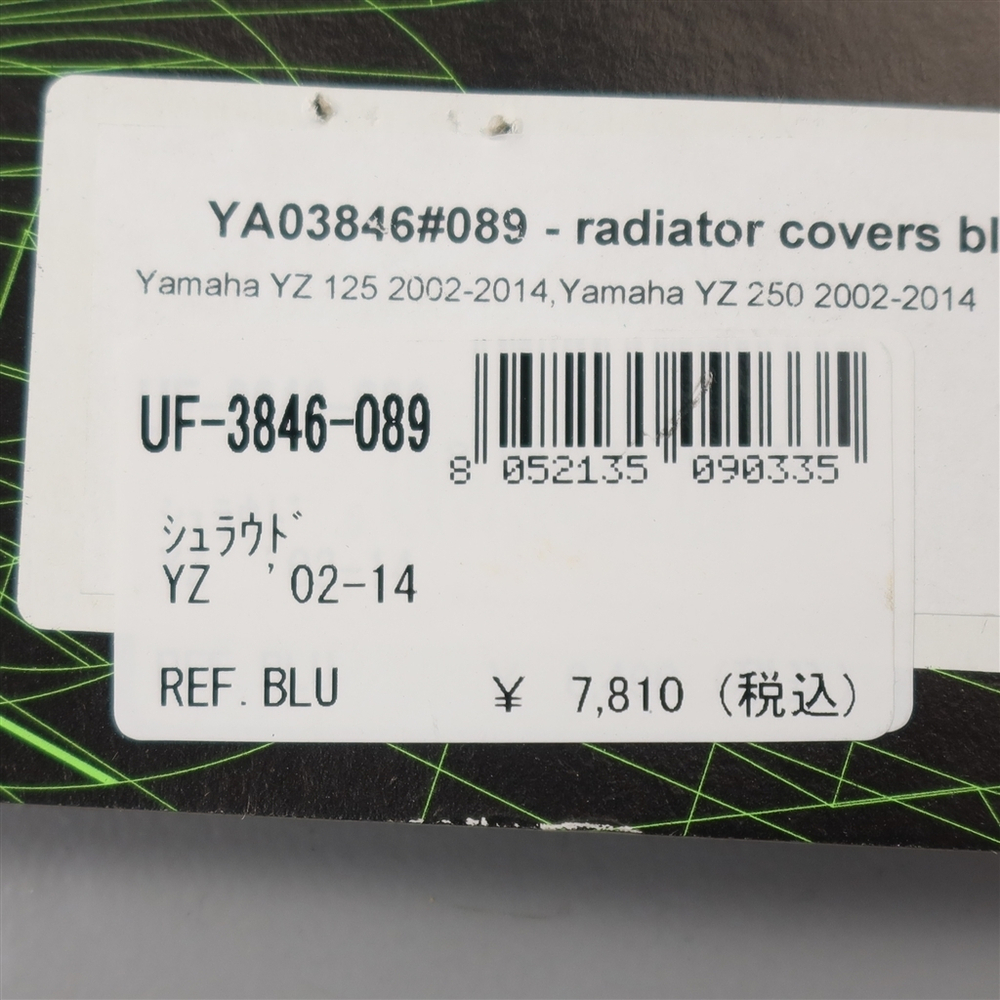 YA03846#089 - radiator covers bl
Yamaha YZ 125 2002-2014,Yamaha YZ 250 2002-2014
UF-3846-089
8 052135 090335
ｼｭﾗｳﾄﾞ
YZ '02-14
REF.BLU ¥ 7,810 (税込)